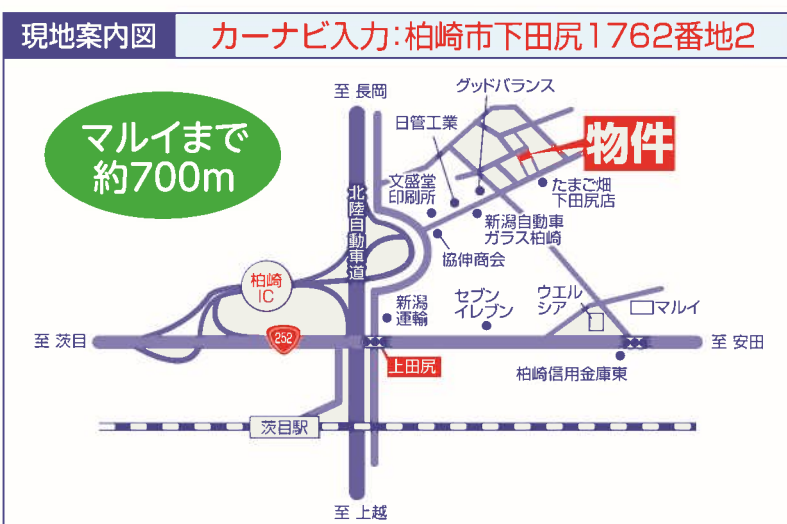 現地案内図
カーナビ入力:柏崎市下田尻1762番地2
マルイまで
約700m
至 長岡
グッドバランス
日管工業
物件
文盛堂
印刷所
たまご畑
下田尻店
新潟自動車
ガラス柏崎
協伸商会
北陸自動車道
柏崎
IC
新潟
運輸
セブン
イレブン
ウエル
シア
マルイ
至 茨目
252
至 安田
上田尻
柏崎信用金庫東
茨目駅
至 上越